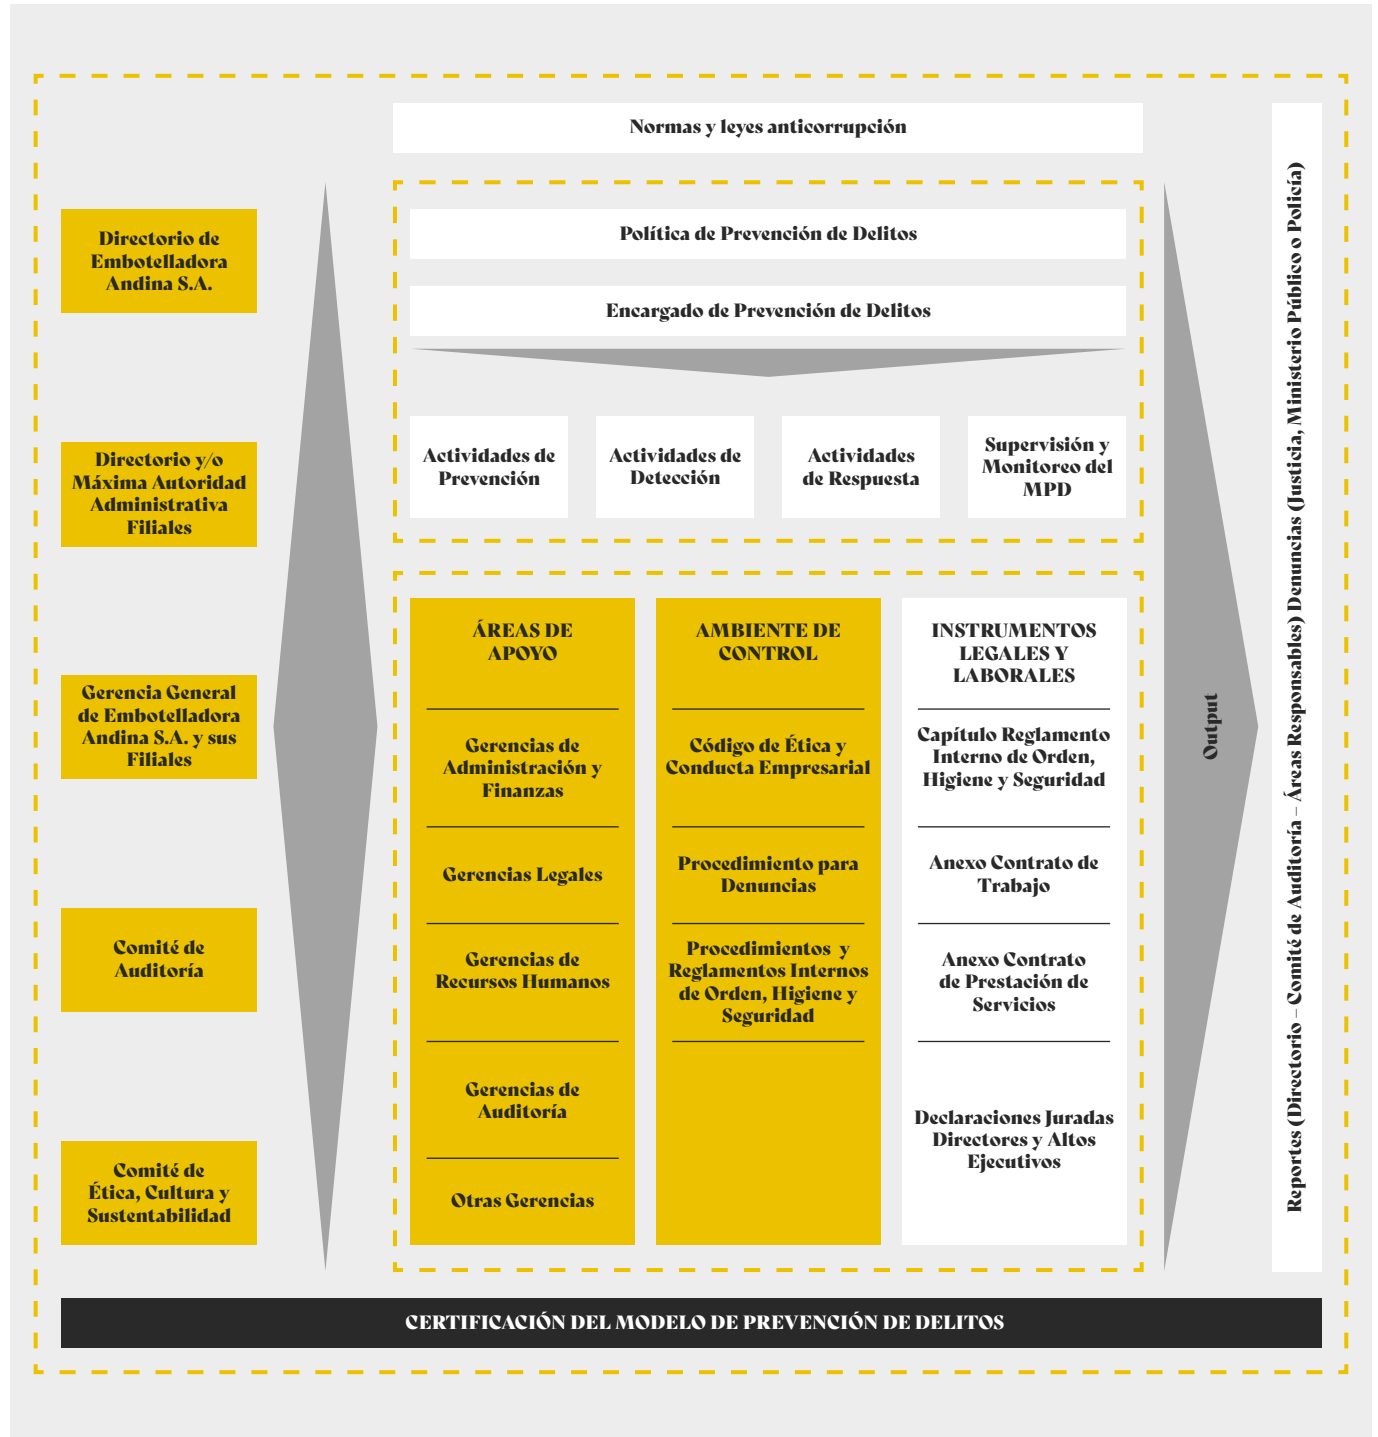 Normas y leyes anticorrupción
Directorio de
Embotelladora
Andina S.A.
Directorio y/o
Máxima Autoridad
Administrativa
Filiales
Gerencia General
de Embotelladora
Andina S.A. y sus
Filiales
Comité de
Auditoría
Comité de
Ética, Cultura y
Sustentabilidad
Política de Prevención de Delitos
Encargado de Prevención de Delitos
Actividades de
Prevención
Actividades de
Detección
Actividades
de Respuesta
Supervisión y
Monitoreo del
MPD
ÁREAS DE
APOYO
Gerencias de
Administración y
Finanzas
Gerencias Legales
Gerencias de
Recursos Humanos
Gerencias de
Auditoría
Otras Gerencias
AMBIENTE DE
CONTROL
Código de Ética y
Conducta Empresarial
Procedimiento para
Denuncias
Procedimientos y
Reglamentos Internos
de Orden, Higiene y
Seguridad
INSTRUMENTOS
LEGALES Y
LABORALES
Capítulo Reglamento
Interno de Orden,
Higiene y Seguridad
Anexo Contrato de
Trabajo
Anexo Contrato
de Prestación de
Servicios
Declaraciones Juradas
Directores y Altos
Ejecutivos
Output
Reportes (Directorio – Comité de Auditoría – Áreas Responsables) Denuncias (Justicia, Ministerio Público o Policía)
CERTIFICACIÓN DEL MODELO DE PREVENCIÓN DE DELITOS